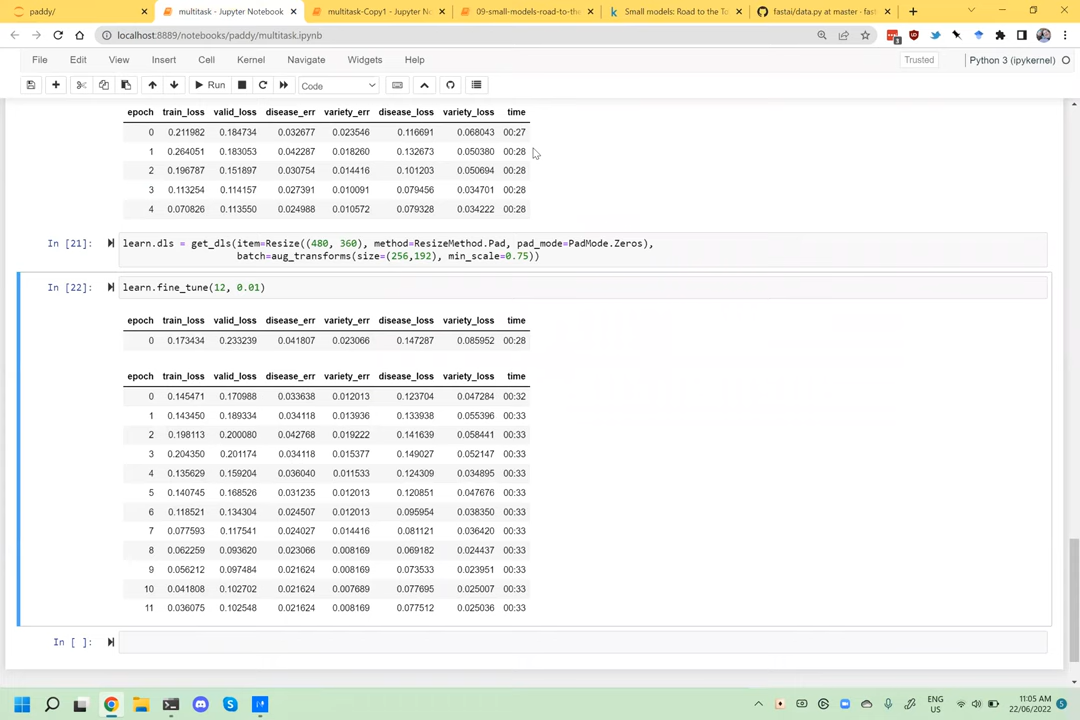 paddy/
multitask - Jupyter Notebook
multitask-Copy1 - Jupyter N
09-small-models-road-to-the
Small models: Road to the To
fastai/data.py at master · fast
localhost:8889/notebooks/paddy/multitask.ipynb
File Edit View Insert Cell Kernel Navigate Widgets Help
Trusted
Python 3 (ipykernel)
Run
Code
epoch train_loss valid_loss disease_err variety_err disease_loss variety_loss time
0 0.211982 0.184734 0.032677 0.023546 0.116691 0.068043 00:27
1 0.264051 0.183053 0.042287 0.018260 0.132673 0.050380 00:28
2 0.196787 0.151897 0.030754 0.014416 0.101203 0.050694 00:28
3 0.113254 0.114157 0.027391 0.010091 0.079456 0.034701 00:28
4 0.070826 0.113550 0.024988 0.010572 0.079328 0.034222 00:28
In [21]: learn.dls = get_dls(item=Resize((480, 360), method=ResizeMethod.Pad, pad_mode=PadMode.Zeros),
batch=aug_transforms(size=(256,192), min_scale=0.75))
In [22]: learn.fine_tune(12, 0.01)
epoch train_loss valid_loss disease_err variety_err disease_loss variety_loss time
0 0.173434 0.233239 0.041807 0.023066 0.147287 0.085952 00:28
epoch train_loss valid_loss disease_err variety_err disease_loss variety_loss time
0 0.145471 0.170988 0.033638 0.012013 0.123704 0.047284 00:32
1 0.143450 0.189334 0.034118 0.013936 0.133938 0.055396 00:33
2 0.198113 0.200080 0.042768 0.019222 0.141639 0.058441 00:33
3 0.204350 0.201174 0.034118 0.015377 0.149027 0.052147 00:33
4 0.135629 0.159204 0.036040 0.011533 0.124309 0.034895 00:33
5 0.140745 0.168526 0.031235 0.012013 0.120851 0.047676 00:33
6 0.118521 0.134304 0.024507 0.012013 0.095954 0.038350 00:33
7 0.077593 0.117541 0.024027 0.014416 0.081121 0.036420 00:33
8 0.062259 0.093620 0.023066 0.008169 0.069182 0.024437 00:33
9 0.056212 0.097484 0.021624 0.008169 0.073533 0.023951 00:33
10 0.041808 0.102702 0.021624 0.007689 0.077695 0.025007 00:33
11 0.036075 0.102548 0.021624 0.008169 0.077512 0.025036 00:33
In [ ]:
ENG
US
11:05 AM
22/06/2022